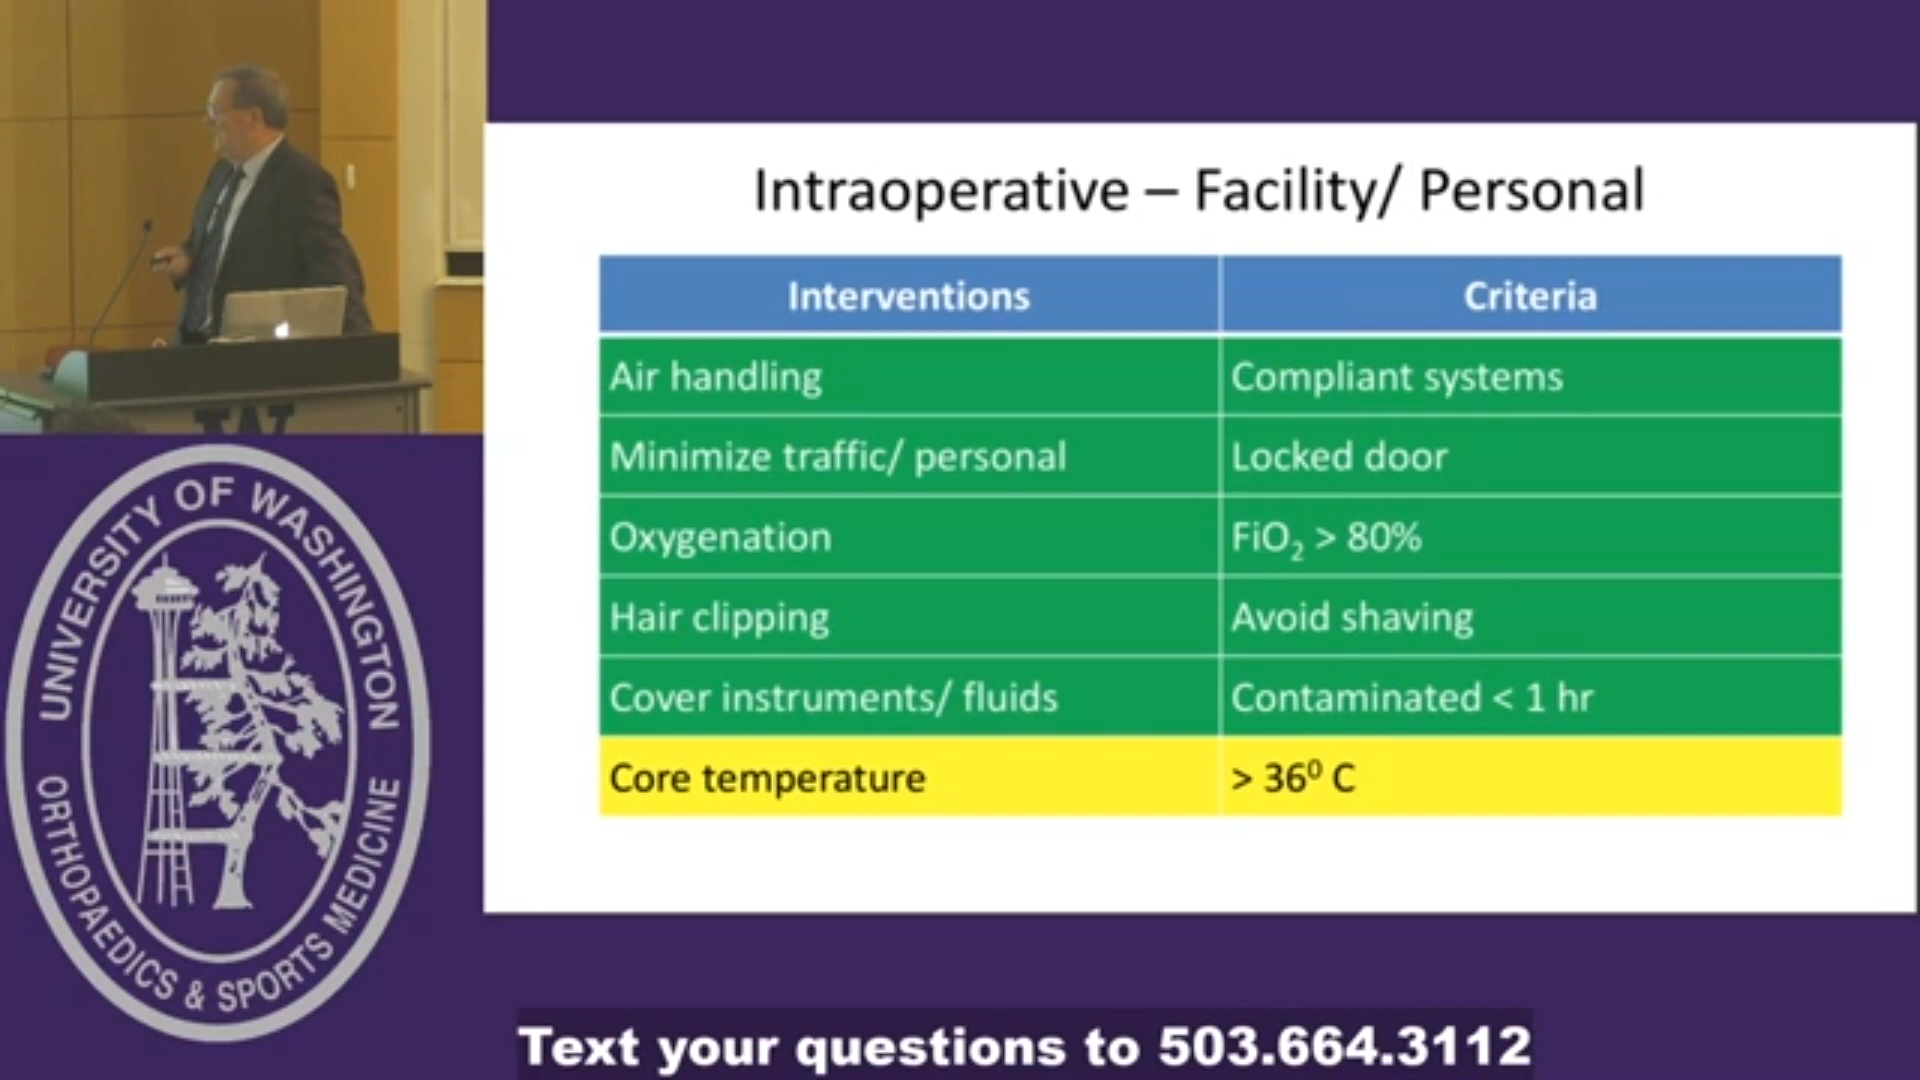 Intraoperative – Facility/ Personal
Interventions Criteria
Air handling Compliant systems
Minimize traffic/ personal Locked door
Oxygenation FiO₂ > 80%
Hair clipping Avoid shaving
Cover instruments/ fluids Contaminated < 1 hr
Core temperature > 36⁰ C
UNIVERSITY OF WASHINGTON
ORTHOPAEDICS & SPORTS MEDICINE
Text your questions to 503.664.3112